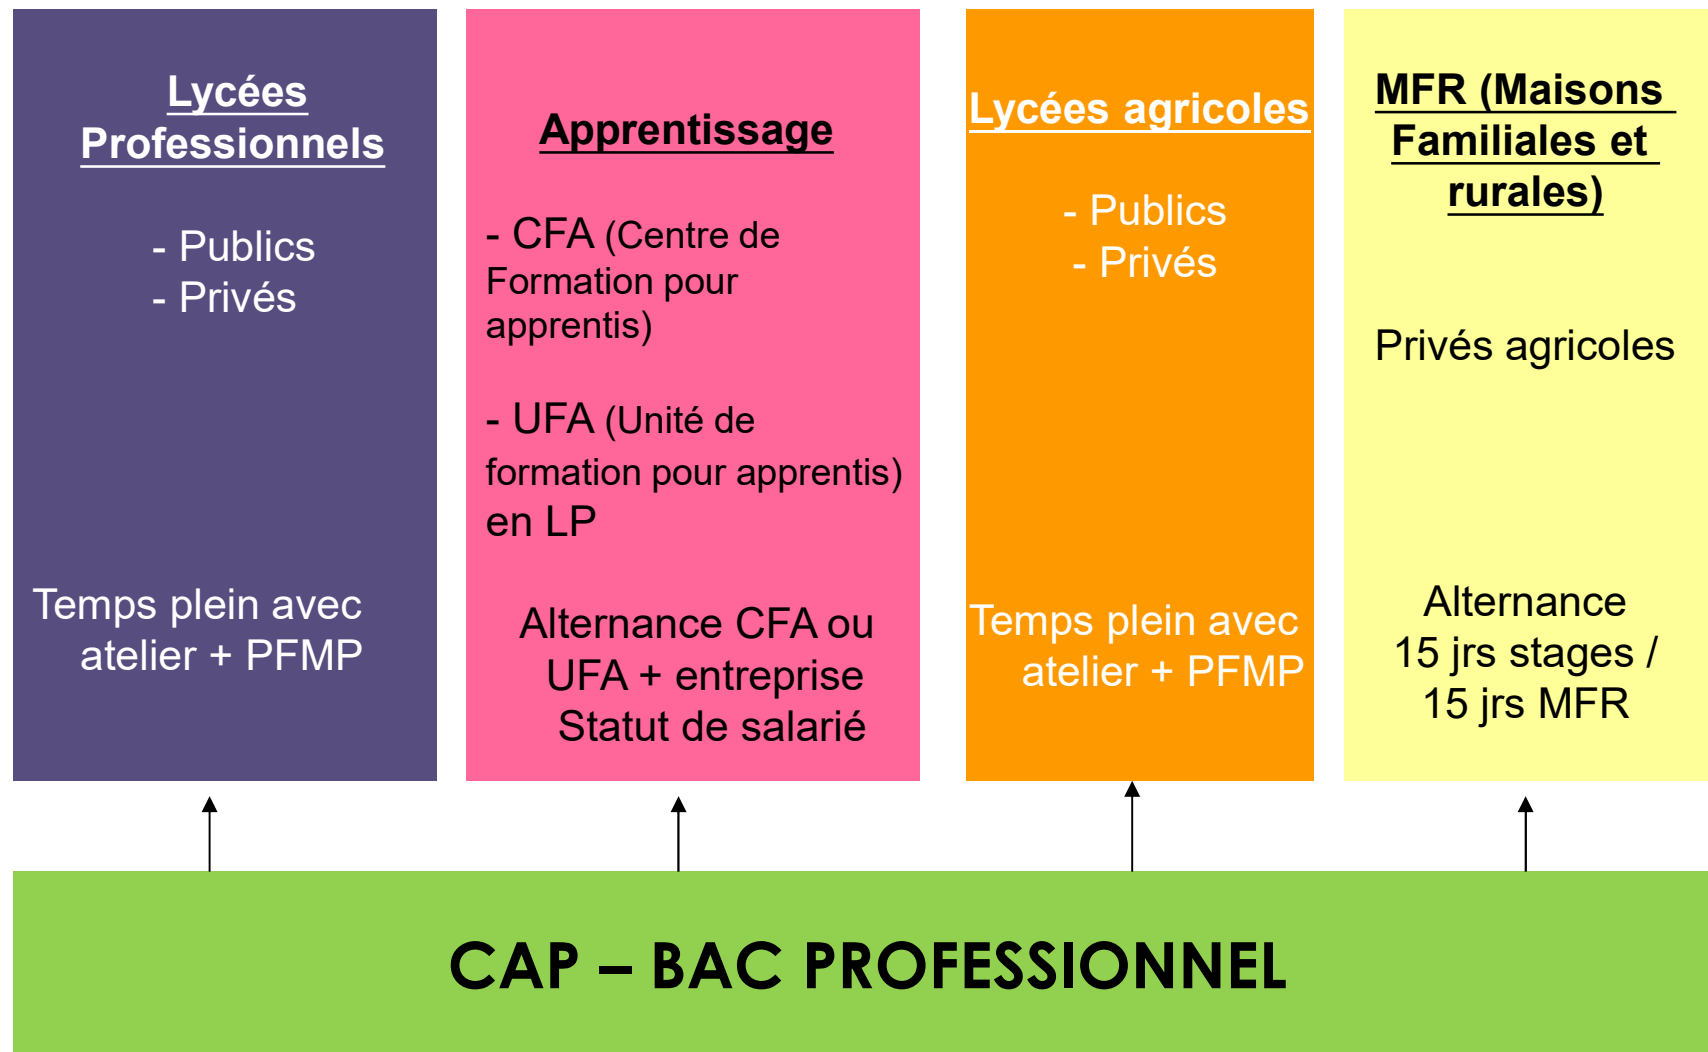 Lycées
Professionnels
- Publics
- Privés
Temps plein avec
atelier + PFMP
Apprentissage
- CFA (Centre de
Formation pour
apprentis)
- UFA (Unité de
formation pour apprentis)
en LP
Alternance CFA ou
UFA + entreprise
Statut de salarié
Lycées agricoles
- Publics
- Privés
Temps plein avec
atelier + PFMP
MFR (Maisons
Familiales et
rurales)
Privés agricoles
Alternance
15 jrs stages /
15 jrs MFR
CAP – BAC PROFESSIONNEL